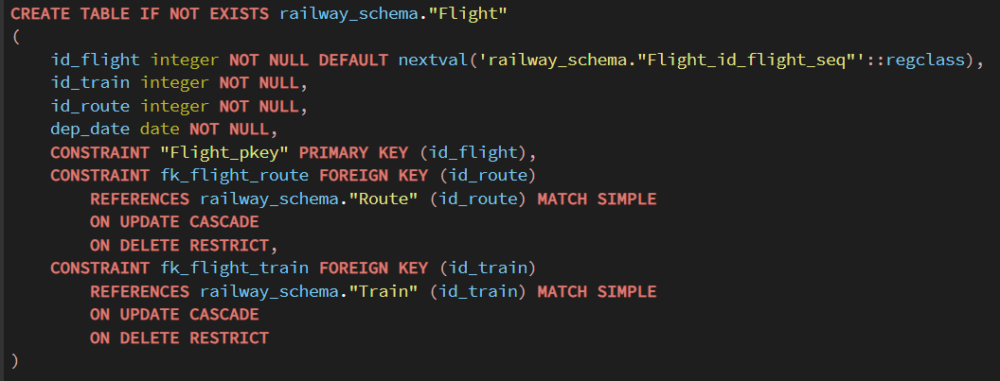 CREATE TABLE IF NOT EXISTS railway_schema."Flight"
(
    id_flight integer NOT NULL DEFAULT nextval('railway_schema."Flight_id_flight_seq"'::regclass),
    id_train integer NOT NULL,
    id_route integer NOT NULL,
    dep_date date NOT NULL,
    CONSTRAINT "Flight_pkey" PRIMARY KEY (id_flight),
    CONSTRAINT fk_flight_route FOREIGN KEY (id_route)
        REFERENCES railway_schema."Route" (id_route) MATCH SIMPLE
        ON UPDATE CASCADE
        ON DELETE RESTRICT,
    CONSTRAINT fk_flight_train FOREIGN KEY (id_train)
        REFERENCES railway_schema."Train" (id_train) MATCH SIMPLE
        ON UPDATE CASCADE
        ON DELETE RESTRICT
)